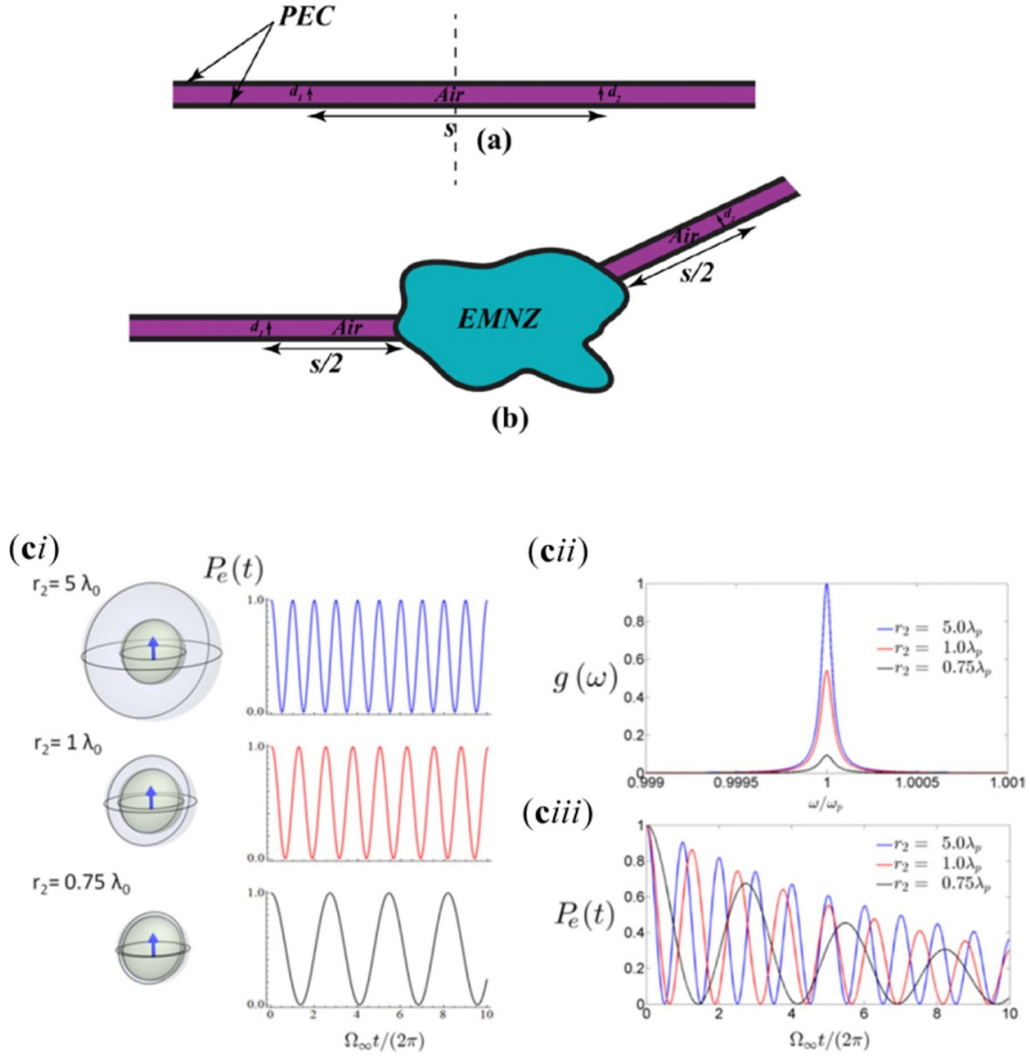 PEC
d₁ Air d₂
s
(a)
d₂
Air
s/2
EMNZ
d₁ Air
s/2
(b)
(ci)
r₂= 5 λ₀
Pₑ(t)
1.0
0.0
r₂= 1 λ₀
1.0
0.0
r₂= 0.75 λ₀
1.0
0.0
0 2 4 6 8 10
Ω∞t/(2π)
(cii)
g(ω)
1
0.8
0.6
0.4
0.2
0
r₂ = 5.0λₚ
r₂ = 1.0λₚ
r₂ = 0.75λₚ
0.999 0.9995 1 1.0005 1.001
ω/ωₚ
(ciii)
Pₑ(t)
1
0.8
0.6
0.4
0.2
0
r₂ = 5.0λₚ
r₂ = 1.0λₚ
r₂ = 0.75λₚ
0 2 4 6 8 10
Ω∞t/(2π)